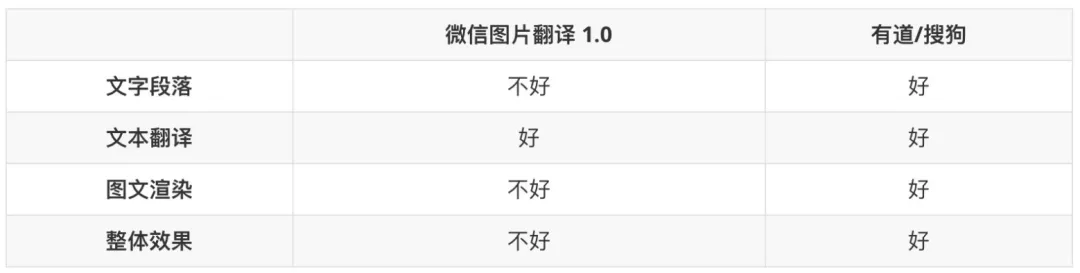 微信图片翻译 1.0 有道/搜狗
文字段落 不好 好
文本翻译 好 好
图文渲染 不好 好
整体效果 不好 好